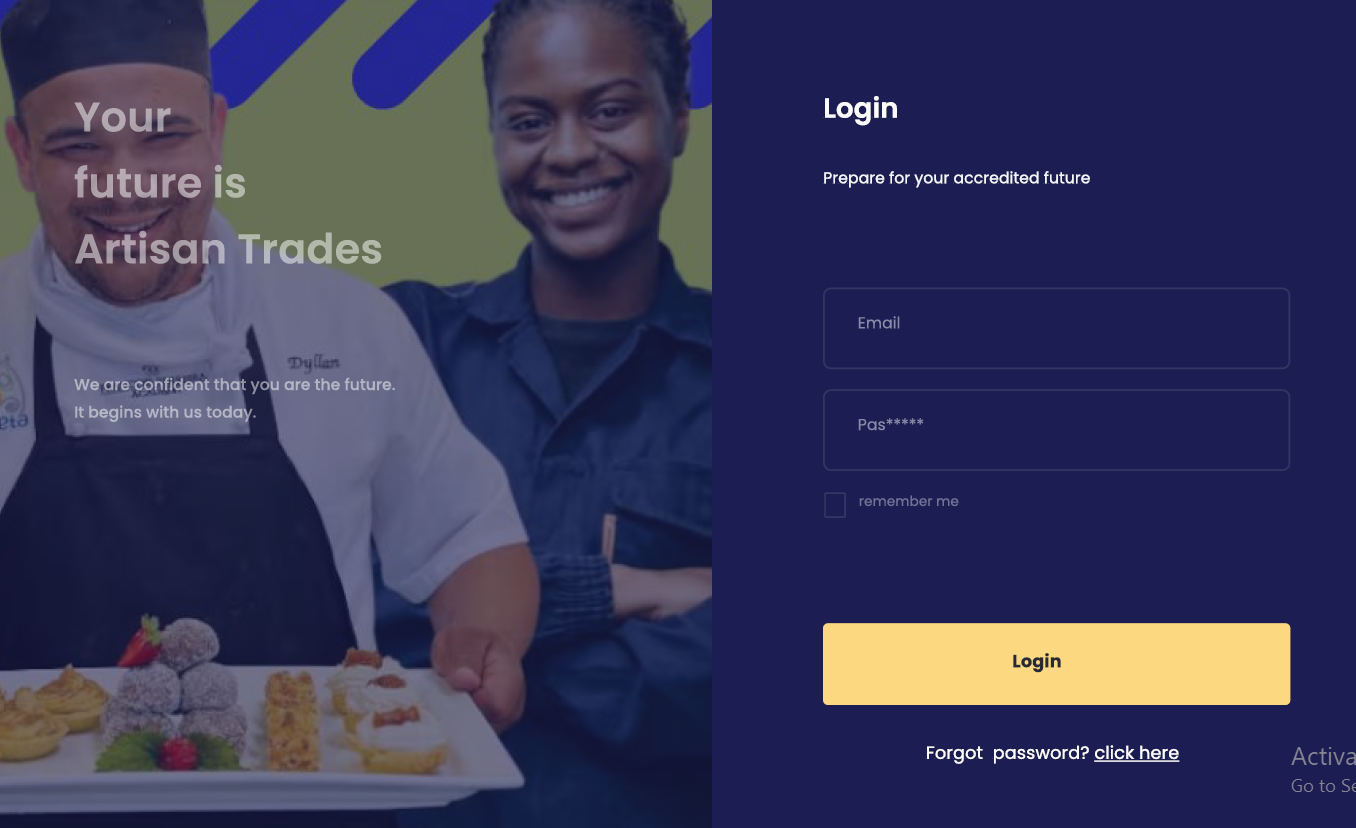 Your
future is
Artisan Trades
Dyllan
We are confident that you are the future.
It begins with us today.
Login
Prepare for your accredited future
Email
Pas*****
remember me
Login
Forgot  password? click here
Activa
Go to Se